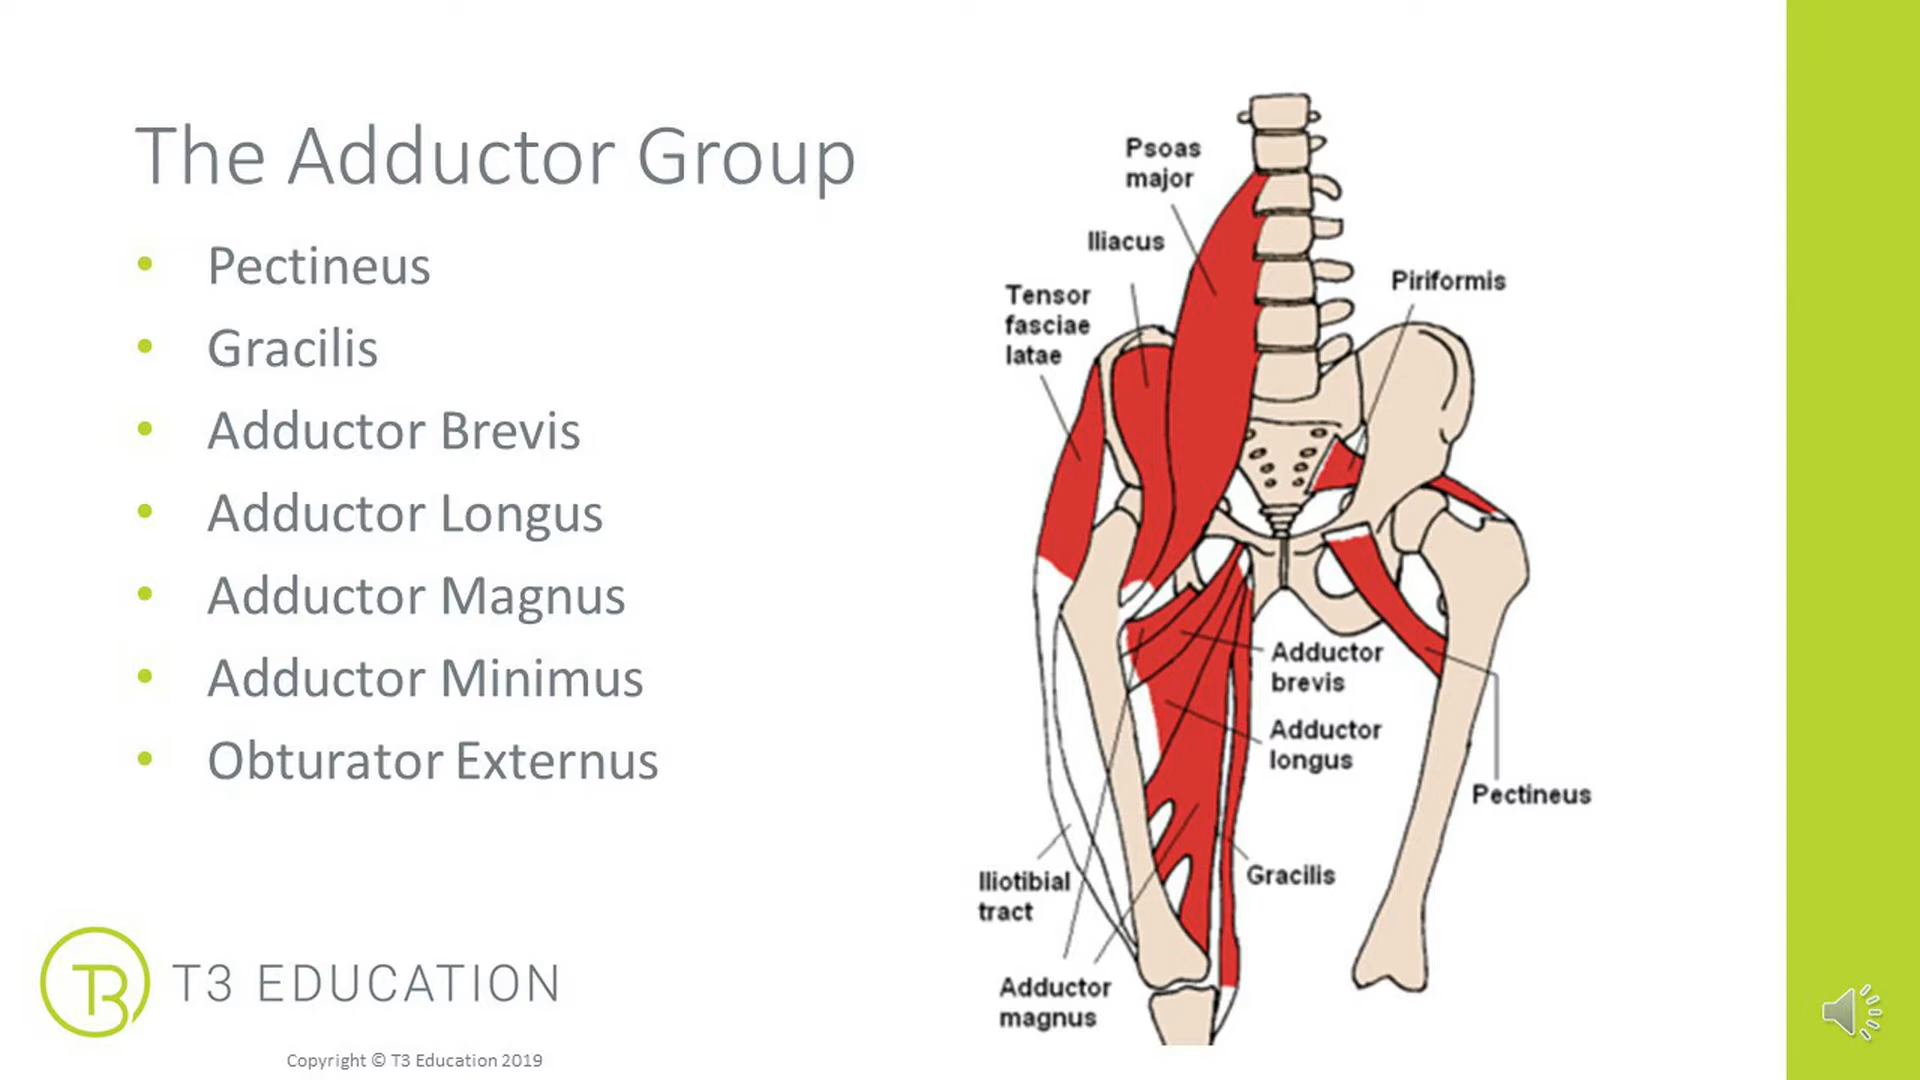 The Adductor Group
• Pectineus
• Gracilis
• Adductor Brevis
• Adductor Longus
• Adductor Magnus
• Adductor Minimus
• Obturator Externus
TB T3 EDUCATION
Copyright © T3 Education 2019
Psoas
major
Iliacus
Tensor
fasciae
latae
Piriformis
Adductor
brevis
Adductor
longus
Pectineus
Gracilis
Iliotibial
tract
Adductor
magnus